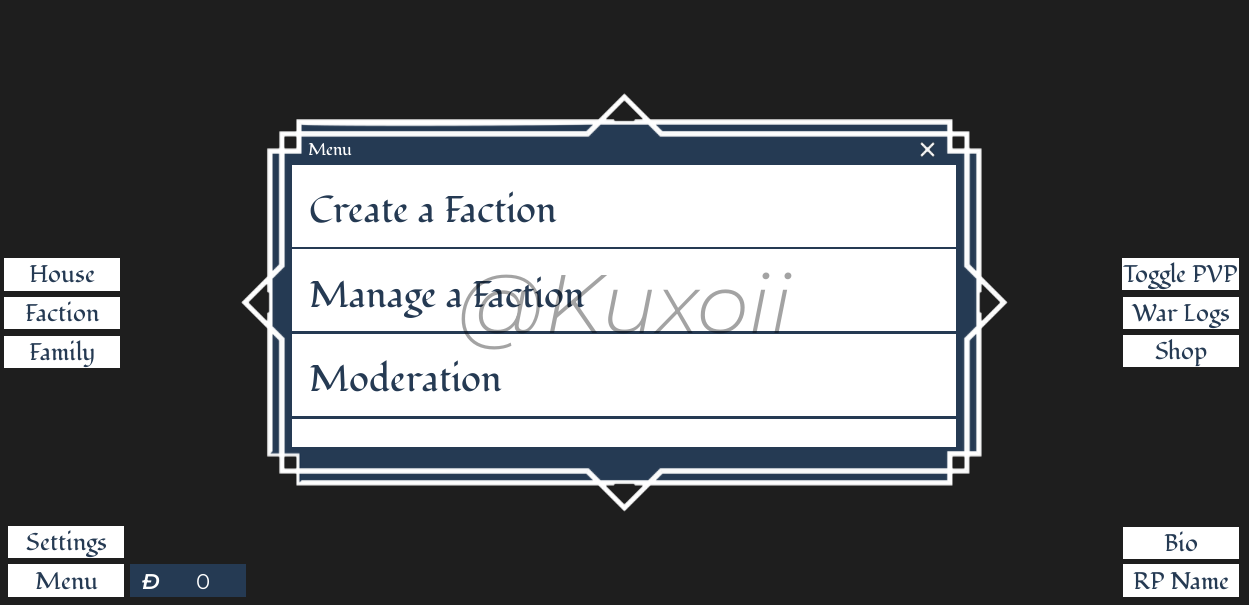 Menu
Create a Faction
Manage a Faction
Moderation
@Kuxoii
House
Faction
Family
Toggle PVP
War Logs
Shop
Settings
Menu
Đ 0
Bio
RP Name